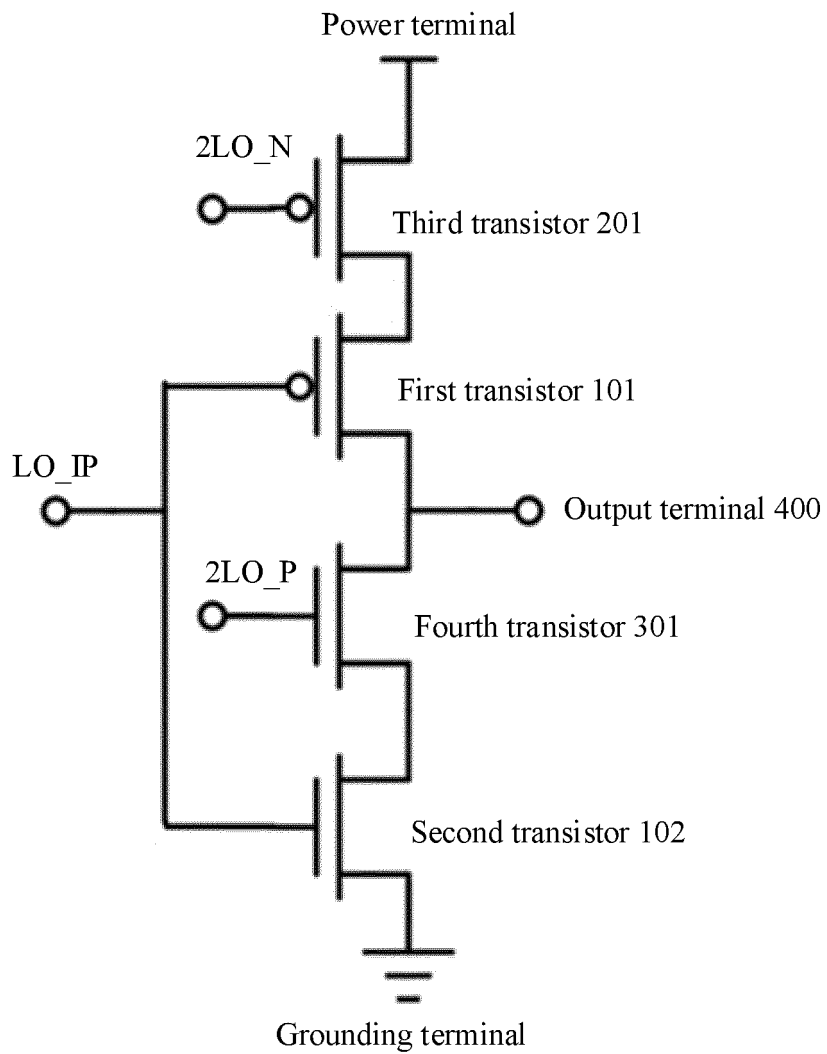 Power terminal
2LO_N
Third transistor 201
First transistor 101
LO_IP
Output terminal 400
2LO_P
Fourth transistor 301
Second transistor 102
Grounding terminal